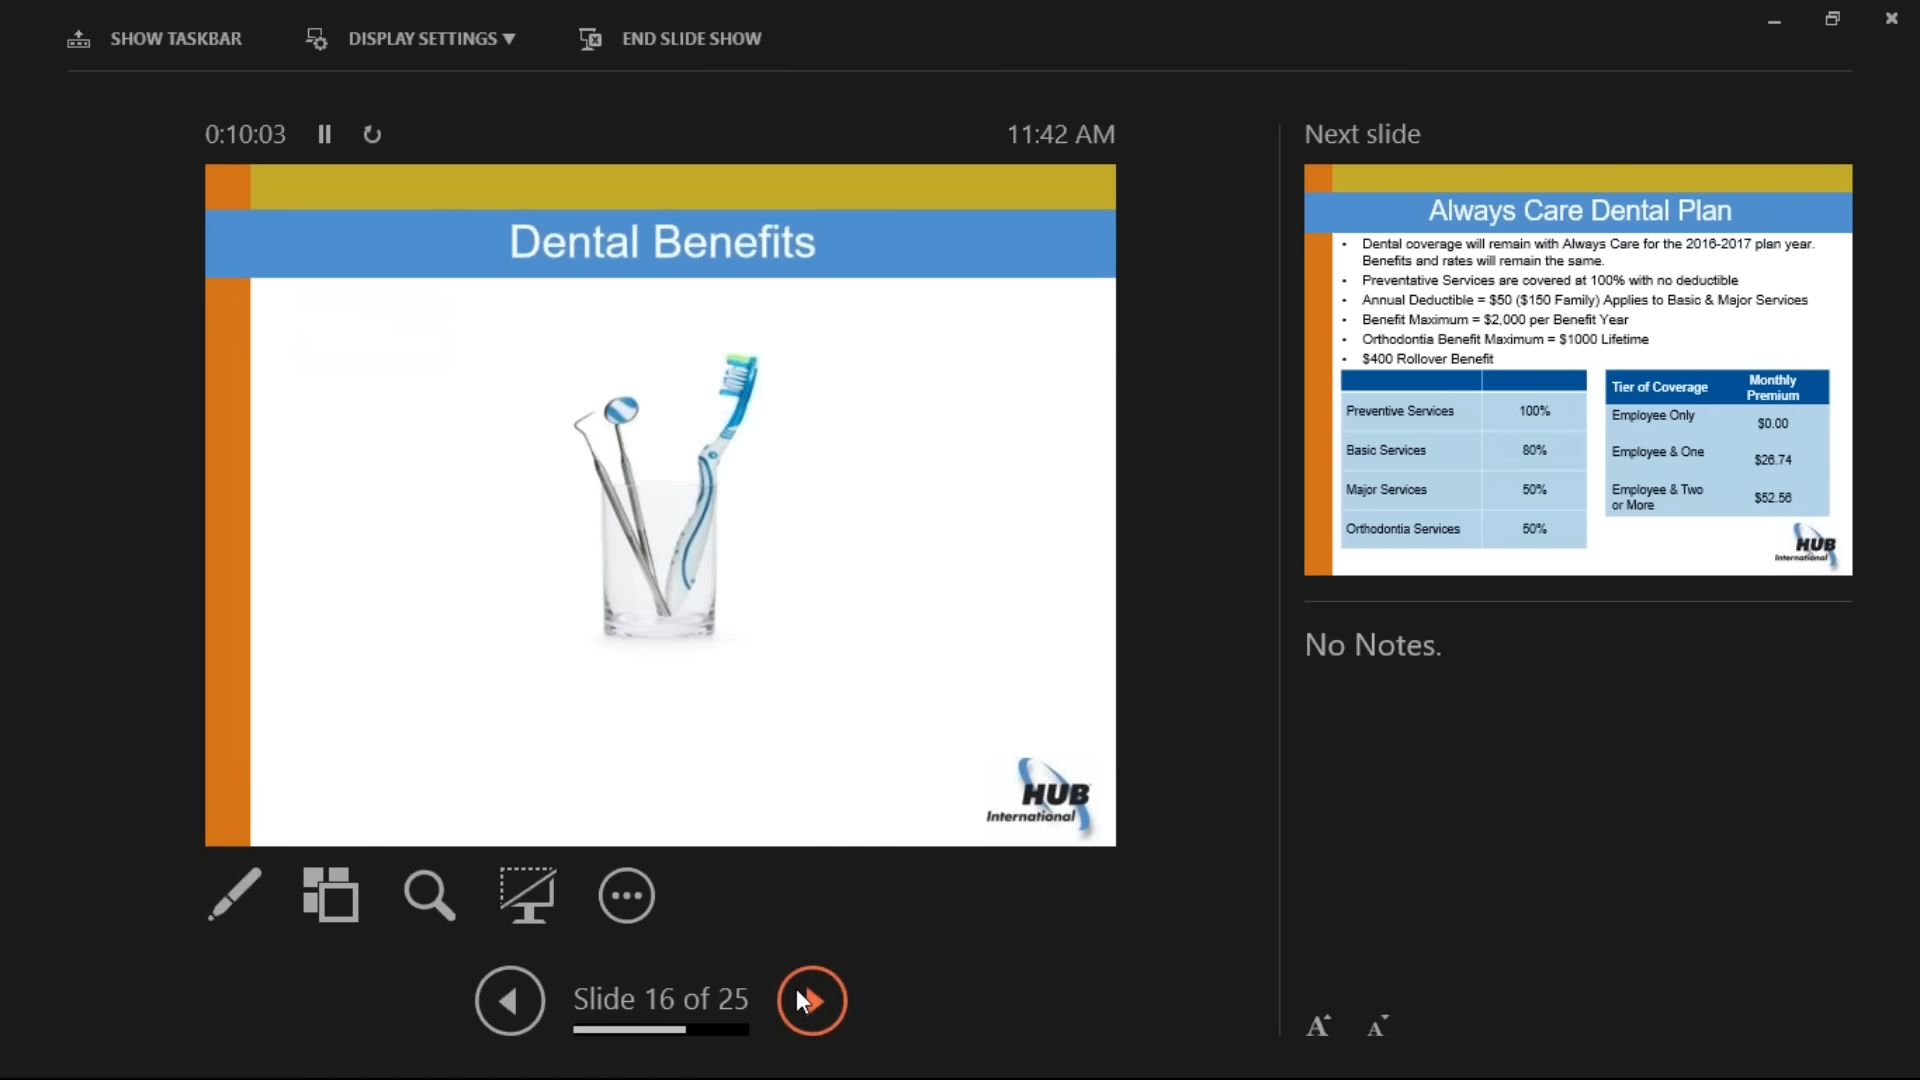 SHOW TASKBAR
DISPLAY SETTINGS
END SLIDE SHOW
0:10:03
11:42 AM
Dental Benefits
HUB
International
Slide 16 of 25
Next slide
Always Care Dental Plan
• Dental coverage will remain with Always Care for the 2016-2017 plan year.
Benefits and rates will remain the same.
• Preventative Services are covered at 100% with no deductible
• Annual Deductible = $50 ($150 Family) Applies to Basic & Major Services
• Benefit Maximum = $2,000 per Benefit Year
• Orthodontia Benefit Maximum = $1000 Lifetime
• $400 Rollover Benefit
Preventive Services 100%
Basic Services 80%
Major Services 50%
Orthodontia Services 50%
Tier of Coverage Monthly
Premium
Employee Only $0.00
Employee & One $26.74
Employee & Two
or More $52.56
HUB
International
No Notes.
A A